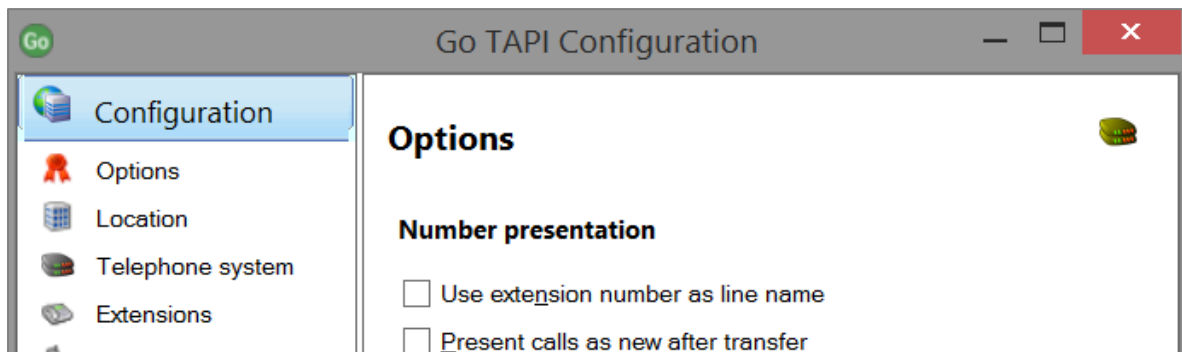 Go
Go TAPI Configuration
Configuration
Options
Location
Telephone system
Extensions
Options
Number presentation
Use extension number as line name
Present calls as new after transfer